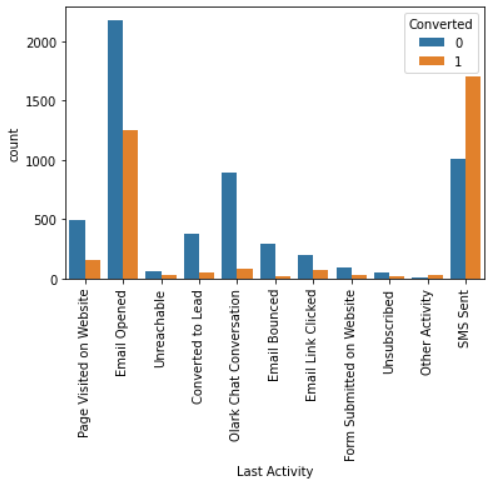 Converted
0
1
2000
1500
1000
500
0
count
Page Visited on Website
Email Opened
Unreachable
Converted to Lead
Olark Chat Conversation
Email Bounced
Email Link Clicked
Form Submitted on Website
Unsubscribed
Other Activity
SMS Sent
Last Activity